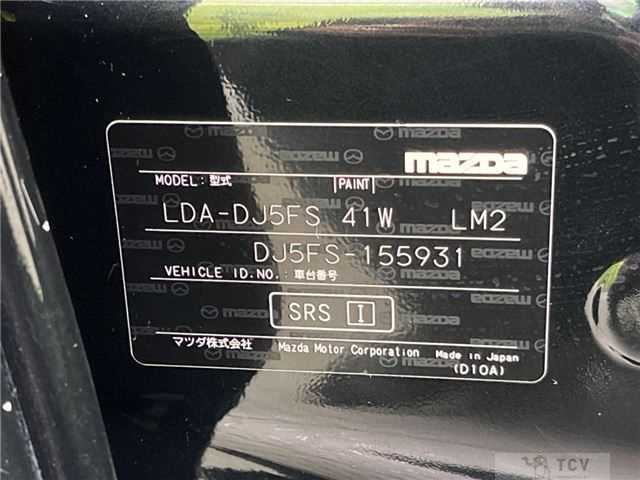 mazda
MODEL: 型式 PAINT
LDA-DJ5FS 41W LM2
DJ5FS-155931
VEHICLE ID.NO.: 車台番号
SRS I
マツダ株式会社 Mazda Motor Corporation Made in Japan
(D10A)
TCV